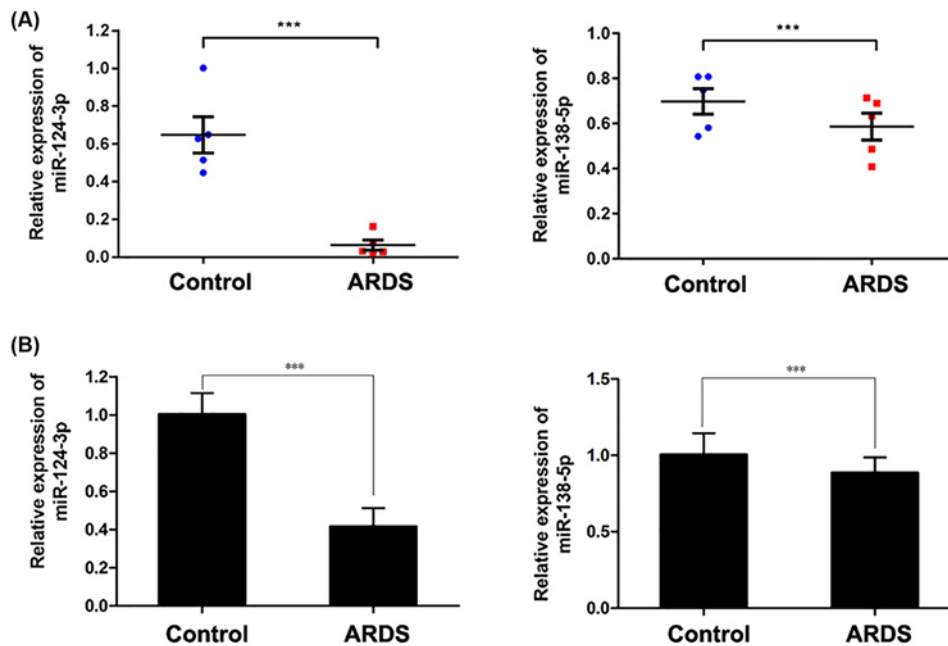 (A)
Relative expression of
miR-124-3p
1.2
1.0
0.8
0.6
0.4
0.2
0.0
***
Control
ARDS
Relative expression of
miR-138-5p
1.0
0.8
0.6
0.4
0.2
0.0
***
Control
ARDS
(B)
Relative expression of
miR-124-3p
1.2
1.0
0.8
0.6
0.4
0.2
0.0
***
Control
ARDS
Relative expression of
miR-138-5p
1.5
1.0
0.5
0.0
***
Control
ARDS